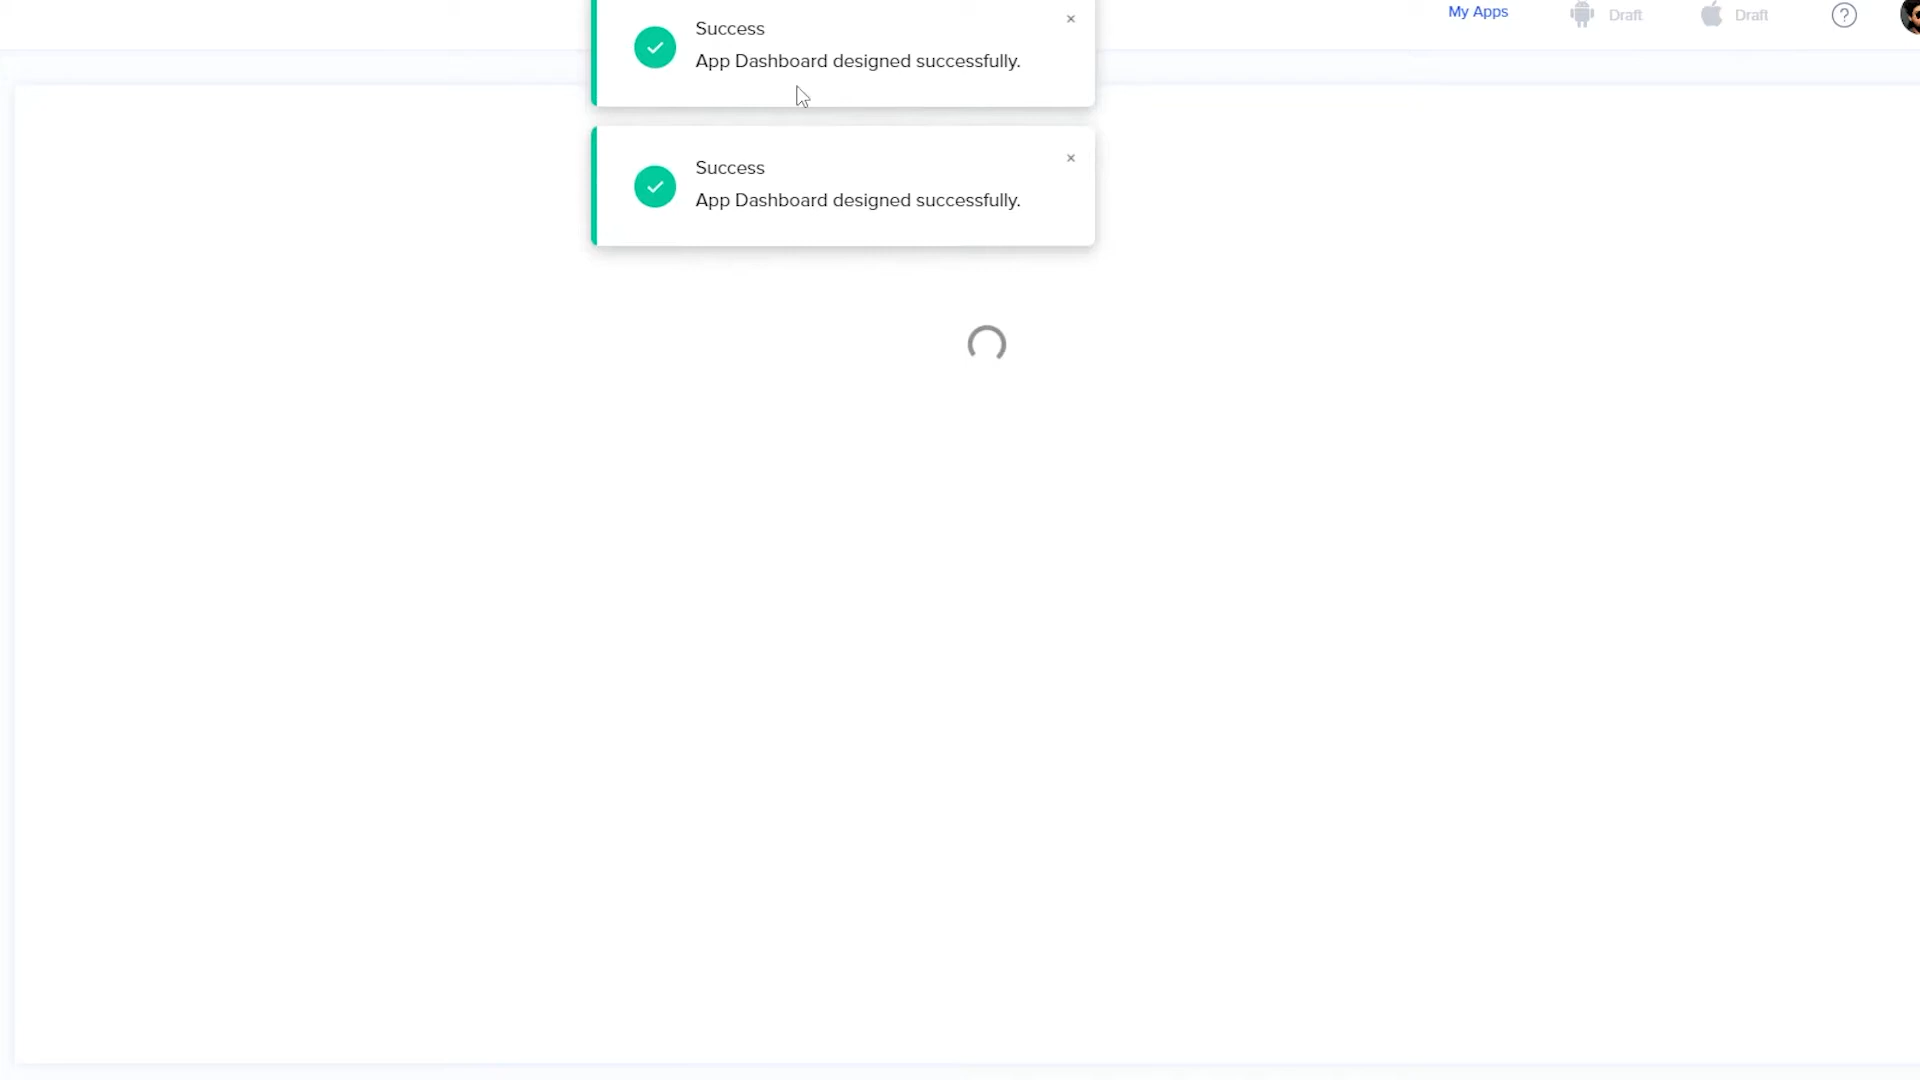 My Apps
Draft
Draft
?
Success
App Dashboard designed successfully.
Success
App Dashboard designed successfully.